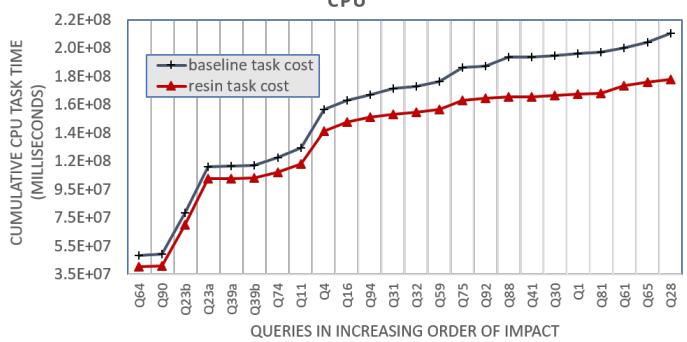 CPU
2.2E+08
2.0E+08
1.8E+08
1.6E+08
1.4E+08
1.2E+08
9.5E+07
7.5E+07
5.5E+07
3.5E+07
CUMULATIVE CPU TASK TIME
(MILLISECONDS)
baseline task cost
resin task cost
Q64 Q90 Q23b Q23a Q39a Q39b Q74 Q11 Q4 Q16 Q94 Q31 Q32 Q59 Q75 Q92 Q88 Q41 Q30 Q1 Q81 Q61 Q65 Q28
QUERIES IN INCREASING ORDER OF IMPACT